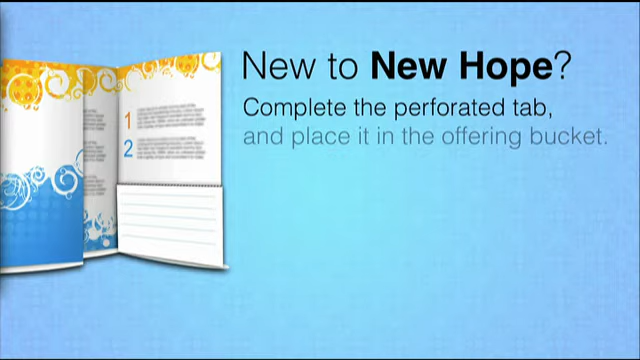 New to New Hope?
Complete the perforated tab,
and place it in the offering bucket.
1
2